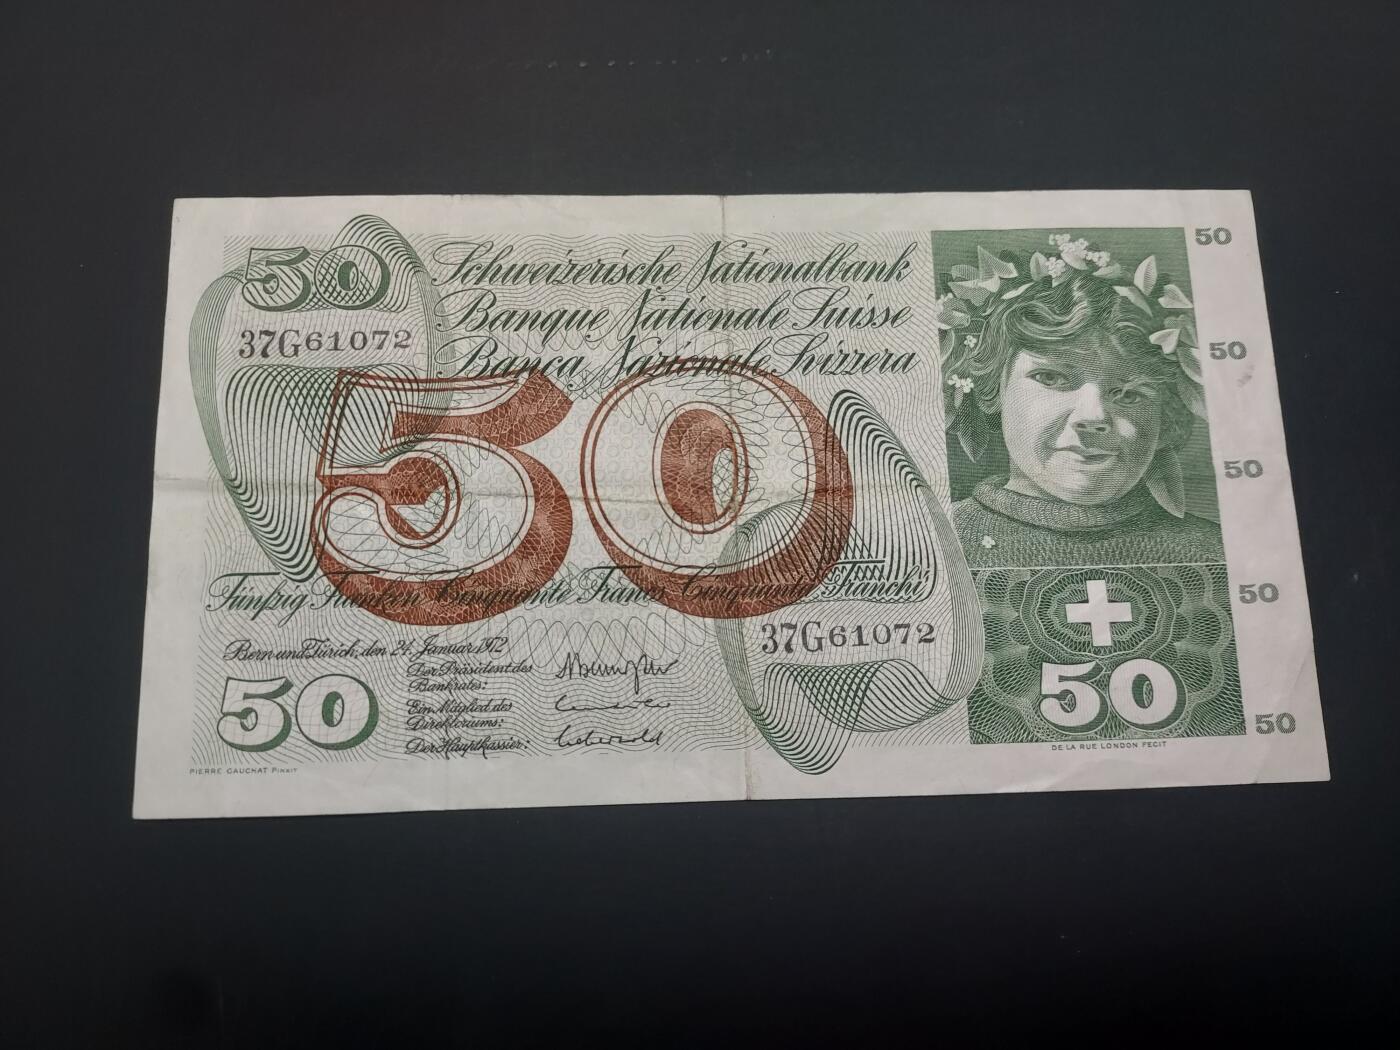 50
Schweizerische Nationalbank
Banque Nationale Suisse
Banca Nazionale Svizzera
37G61072
50
Fünfzig Franken Cinquante Francs Cinquanta Franchi
37G61072
Bern und Zürich, den 24. Januar 1972
Der Präsident des
Bankrates:
Ein Mitglied des
Direktoriums:
Der Hauptkassier:
50
PIERRE GAUCHAT PINXIT
50
50
50
50
50
50
DE LA RUE LONDON FECIT